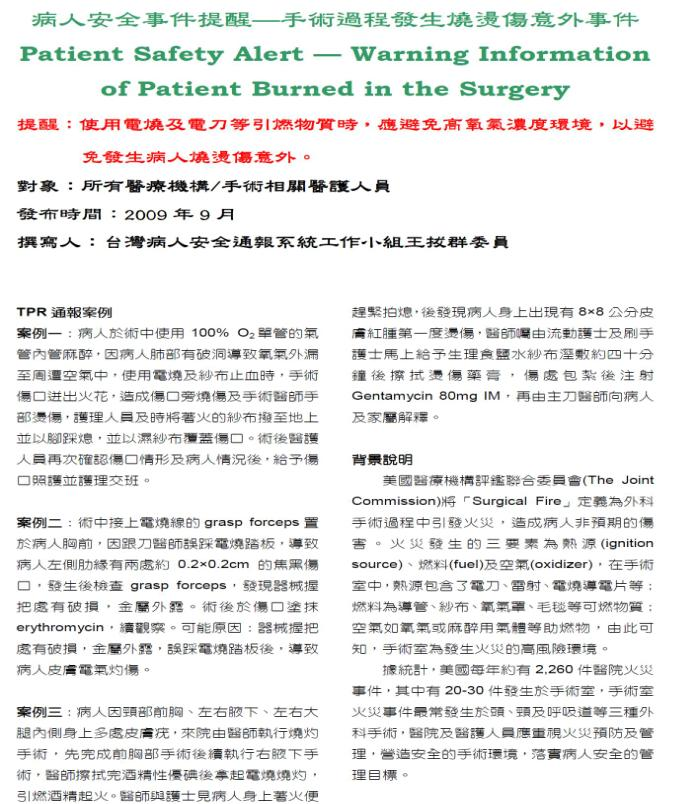 病人安全事件提醒—手術過程發生燒燙傷意外事件
Patient Safety Alert — Warning Information
of Patient Burned in the Surgery
提醒：使用電燒及電刀等引燃物質時，應避免高氧氣濃度環境，以避
免發生病人燒燙傷意外。
對象：所有醫療機構/手術相關醫護人員
發布時間：2009 年 9 月
撰寫人：台灣病人安全通報系統工作小組王拔群委員
TPR 通報案例
案例一：病人於術中使用 100% O₂單管的氣
管內管麻醉，因病人肺部有破洞導致氧氣外漏
至周遭空氣中，使用電燒及紗布止血時，手術
傷口迸出火花，造成傷口旁燒傷及手術醫師手
部燙傷，護理人員及時將著火的紗布撥至地上
並以腳踩熄，並以濕紗布覆蓋傷口。術後醫護
人員再次確認傷口情形及病人情況後，給予傷
口照護並護理交班。
案例二：術中接上電燒線的 grasp forceps 置
於病人胸前，因跟刀醫師誤踩電燒踏板，導致
病人左側肋緣有兩處約 0.2×0.2cm 的焦黑傷
口，發生後檢查 grasp forceps，發現器械握
把處有破損，金屬外露。術後於傷口塗抹
erythromycin，續觀察。可能原因：器械握把
處有破損，金屬外露，誤踩電燒踏板後，導致
病人皮膚電氣灼傷。
案例三：病人因頸部前胸、左右腋下、左右大
腿內側身上多處皮膚疣，來院由醫師執行燒灼
手術，先完成前胸部手術後續執行右腋下手
術，醫師擦拭完酒精性優碘後拿起電燒燒灼，
引燃酒精起火。醫師與護士見病人身上著火便
趕緊拍熄，後發現病人身上出現有 8×8 公分皮
膚紅腫第一度燙傷，醫師囑由流動護士及刷手
護士馬上給予生理食鹽水紗布溼敷約四十分
鐘後擦拭燙傷藥膏，傷處包紮後注射
Gentamycin 80mg IM，再由主刀醫師向病人
及家屬解釋。
背景說明
美國醫療機構評鑑聯合委員會(The Joint
Commission)將「Surgical Fire」定義為外科
手術過程中引發火災，造成病人非預期的傷
害。火災發生的三要素為熱源(ignition
source)、燃料(fuel)及空氣(oxidizer)，在手術
室中，熱源包含了電刀、雷射、電燒導電片等；
燃料為導管、紗布、氧氣罩、毛毯等可燃物質；
空氣如氧氣或麻醉用氣體等助燃物，由此可
知，手術室為發生火災的高風險環境。
據統計，美國每年約有 2,260 件醫院火災
事件，其中有 20-30 件發生於手術室，手術室
火災事件最常發生於頭、頸及呼吸道等三種外
科手術，醫院及醫護人員應重視火災預防及管
理，營造安全的手術環境，落實病人安全的管
理目標。